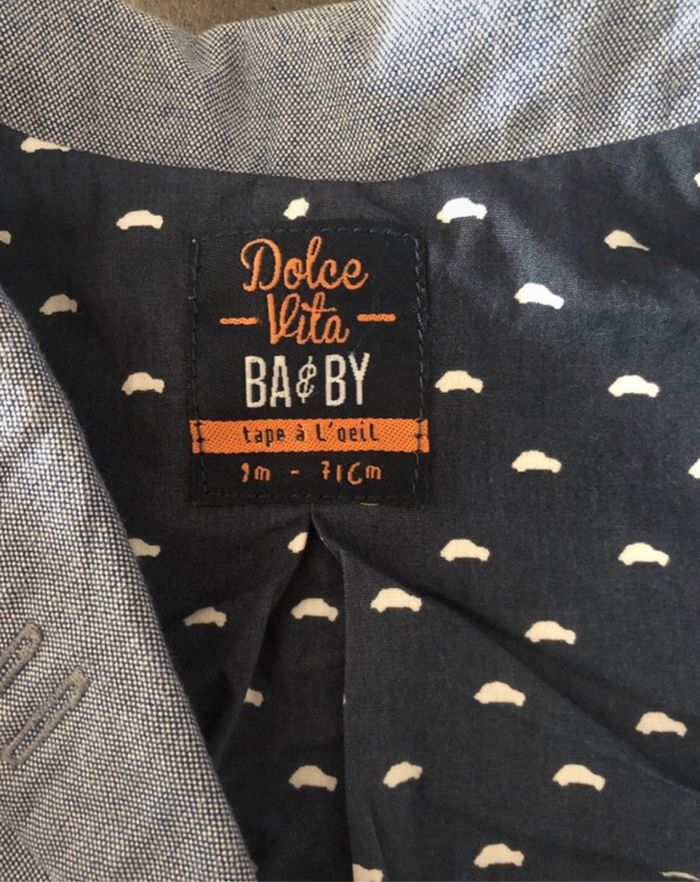 Dolce
Vita
BA&BY
tape à l'oeil
9m - 71cm